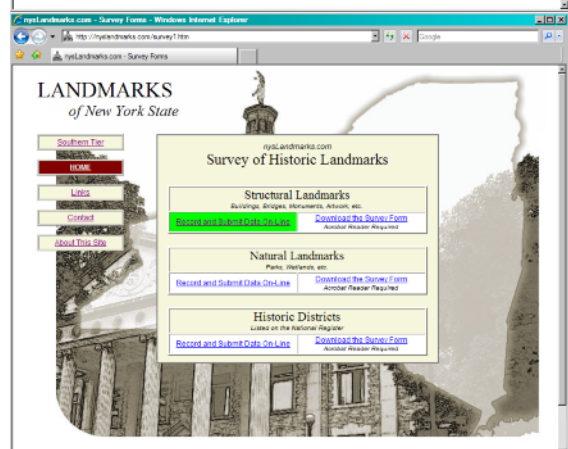 nysLandmarks.com - Survey Forms - Windows Internet Explorer
http://nyslandmarks.com/survey1.htm
Google
nysLandmarks.com - Survey Forms
LANDMARKS
of New York State
Southern Tier
HOME
Links
Contact
About This Site
nysLandmarks.com
Survey of Historic Landmarks
Structural Landmarks
Buildings, Bridges, Monuments, Artwork, etc.
Record and Submit Data On-Line
Download the Survey Form
Acrobat Reader Required
Natural Landmarks
Parks, Wetlands, etc.
Record and Submit Data On-Line
Download the Survey Form
Acrobat Reader Required
Historic Districts
Listed on the National Register
Record and Submit Data On-Line
Download the Survey Form
Acrobat Reader Required